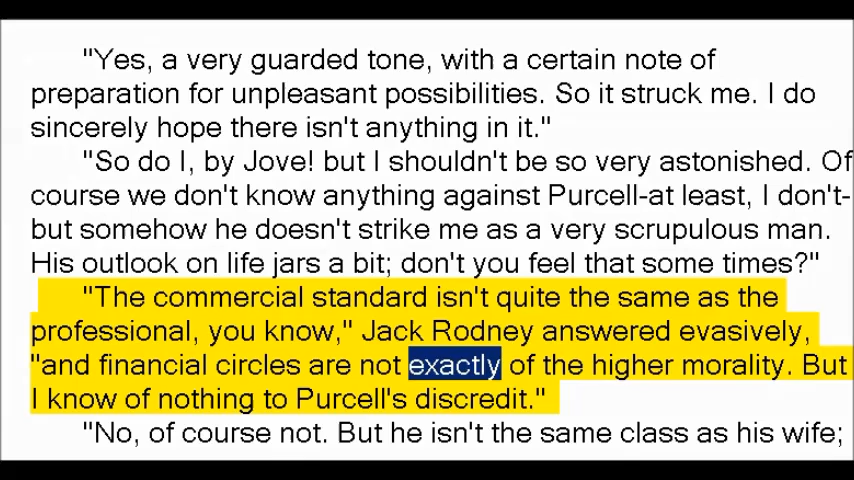 "Yes, a very guarded tone, with a certain note of
preparation for unpleasant possibilities. So it struck me. I do
sincerely hope there isn't anything in it."
"So do I, by Jove! but I shouldn't be so very astonished. Of
course we don't know anything against Purcell-at least, I don't-
but somehow he doesn't strike me as a very scrupulous man.
His outlook on life jars a bit; don't you feel that some times?"
"The commercial standard isn't quite the same as the
professional, you know," Jack Rodney answered evasively,
"and financial circles are not exactly of the higher morality. But
I know of nothing to Purcell's discredit."
"No, of course not. But he isn't the same class as his wife;